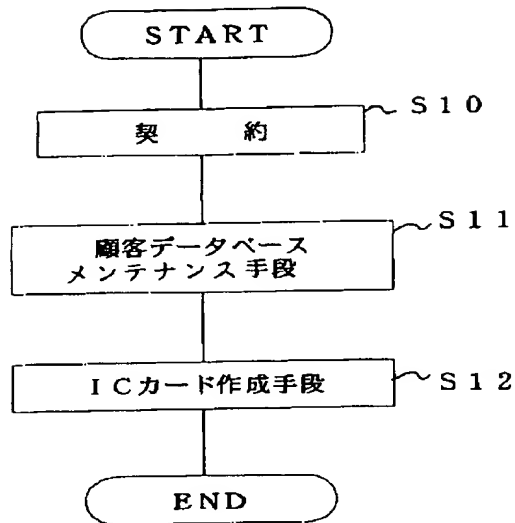 START
契約
S10
顧客データベース
メンテナンス手段
S11
ICカード作成手段
S12
END